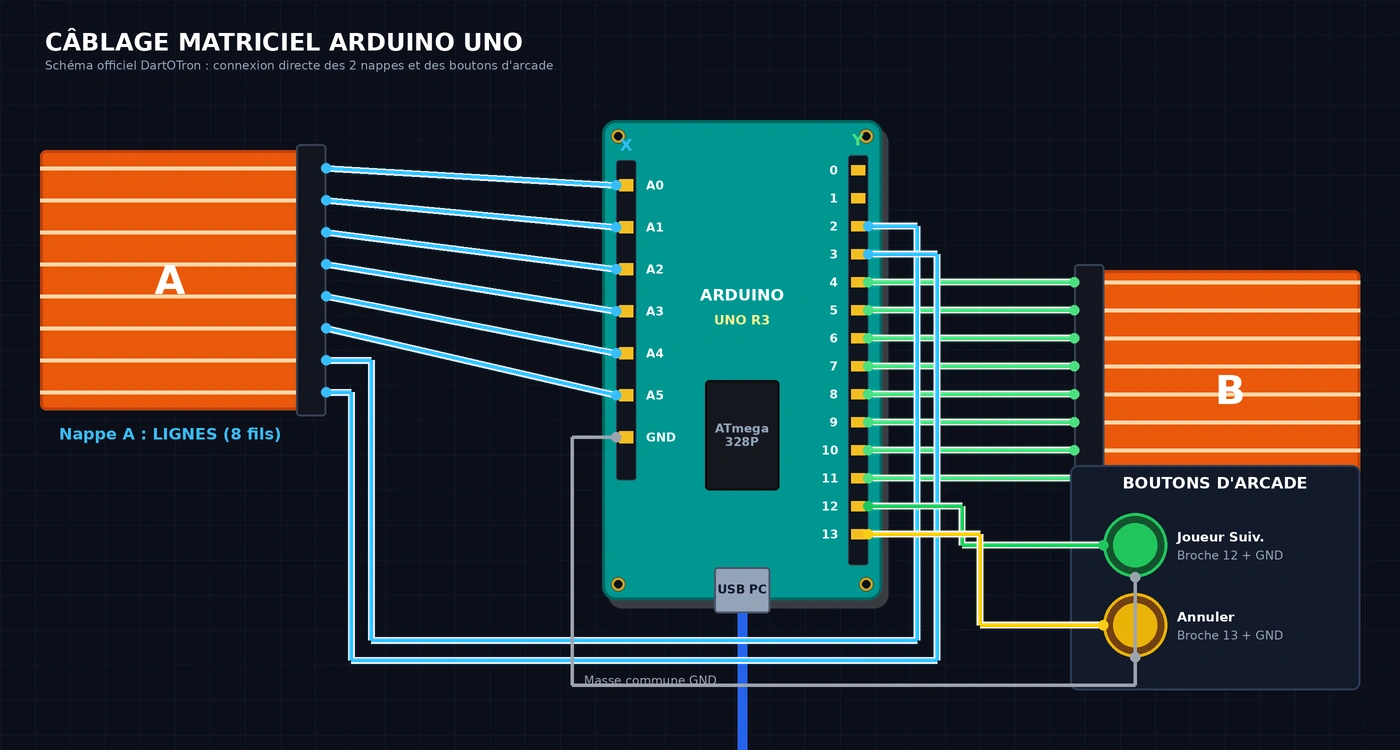 CÂBLAGE MATRICIEL ARDUINO UNO
Schéma officiel DartOTron : connexion directe des 2 nappes et des boutons d'arcade
X
Y
A
Nappe A : LIGNES (8 fils)
A0
A1
A2
A3
A4
A5
GND
ARDUINO
UNO R3
ATmega
328P
USB PC
0
1
2
3
4
5
6
7
8
9
10
11
12
13
B
BOUTONS D'ARCADE
Joueur Suiv.
Broche 12 + GND
Annuler
Broche 13 + GND
Masse commune GND